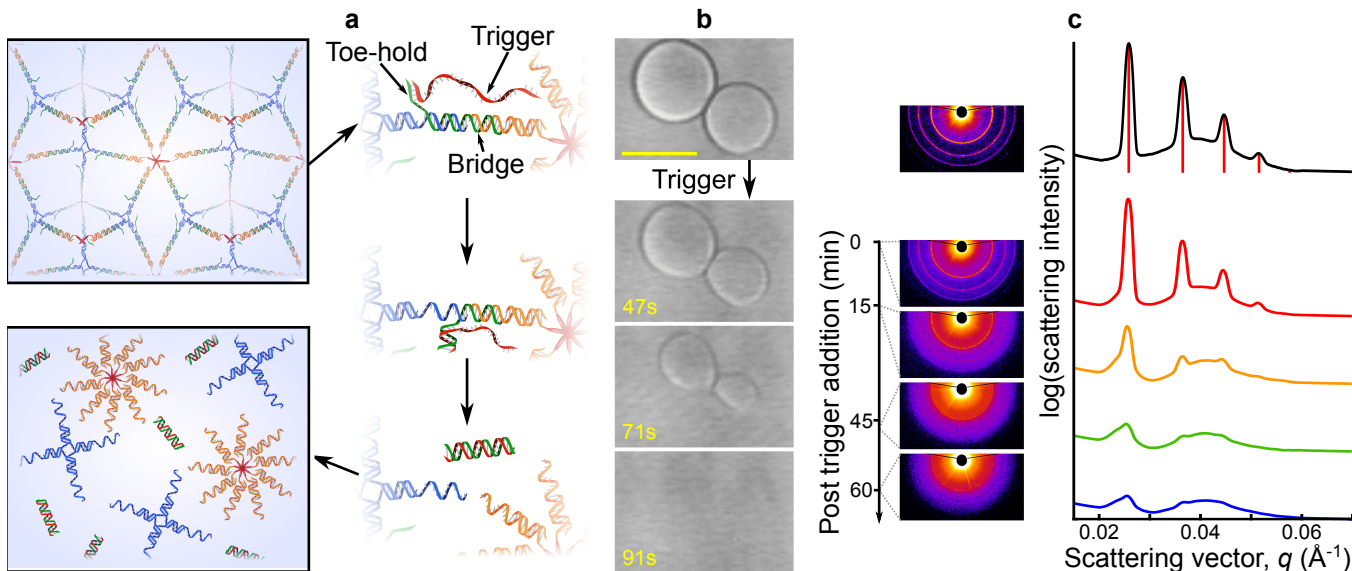 a
Toe-hold
Trigger
Bridge
b
Trigger
47s
71s
91s
Post trigger addition (min)
0
15
45
60
c
log(scattering intensity)
0.02
0.04
0.06
Scattering vector, q (Å⁻¹)